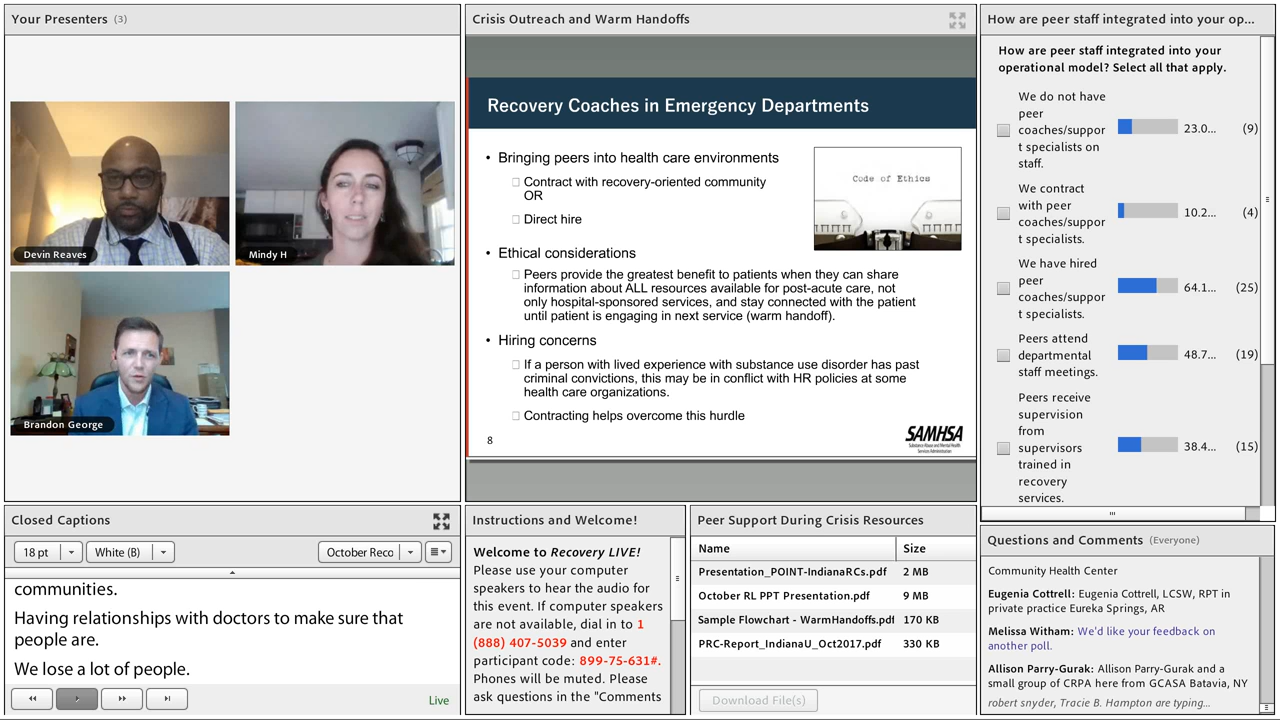 Your Presenters (3)
Devin Reaves
Mindy H
Brandon George
Crisis Outreach and Warm Handoffs
Recovery Coaches in Emergency Departments
• Bringing peers into health care environments
Contract with recovery-oriented community
OR
Direct hire
Code of Ethics
• Ethical considerations
Peers provide the greatest benefit to patients when they can share
information about ALL resources available for post-acute care, not
only hospital-sponsored services, and stay connected with the patient
until patient is engaging in next service (warm handoff).
• Hiring concerns
If a person with lived experience with substance use disorder has past
criminal convictions, this may be in conflict with HR policies at some
health care organizations.
Contracting helps overcome this hurdle
8
SAMHSA
Substance Abuse and Mental Health
Services Administration
How are peer staff integrated into your op...
How are peer staff integrated into your
operational model? Select all that apply.
We do not have
peer
coaches/suppor
t specialists on
staff.
23.0... (9)
We contract
with peer
coaches/suppor
t specialists.
10.2... (4)
We have hired
peer
coaches/suppor
t specialists.
64.1... (25)
Peers attend
departmental
staff meetings.
48.7... (19)
Peers receive
supervision
from
supervisors
trained in
recovery
services.
38.4... (15)
Closed Captions
18 pt
White (B)
October Reco
communities.
Having relationships with doctors to make sure that
people are.
We lose a lot of people.
Live
Instructions and Welcome!
Welcome to Recovery LIVE!
Please use your computer
speakers to hear the audio for
this event. If computer speakers
are not available, dial in to 1
(888) 407-5039 and enter
participant code: 899-75-631#.
Phones will be muted. Please
ask questions in the "Comments
Peer Support During Crisis Resources
Name Size
Presentation_POINT-IndianaRCs.pdf 2 MB
October RL PPT Presentation.pdf 9 MB
Sample Flowchart - WarmHandoffs.pdf 170 KB
PRC-Report_IndianaU_Oct2017.pdf 330 KB
Download File(s)
Questions and Comments (Everyone)
Community Health Center
Eugenia Cottrell: Eugenia Cottrell, LCSW, RPT in
private practice Eureka Springs, AR
Melissa Witham: We'd like your feedback on
another poll.
Allison Parry-Gurak: Allison Parry-Gurak and a
small group of CRPA here from GCASA Batavia, NY
robert snyder, Tracie B. Hampton are typing...